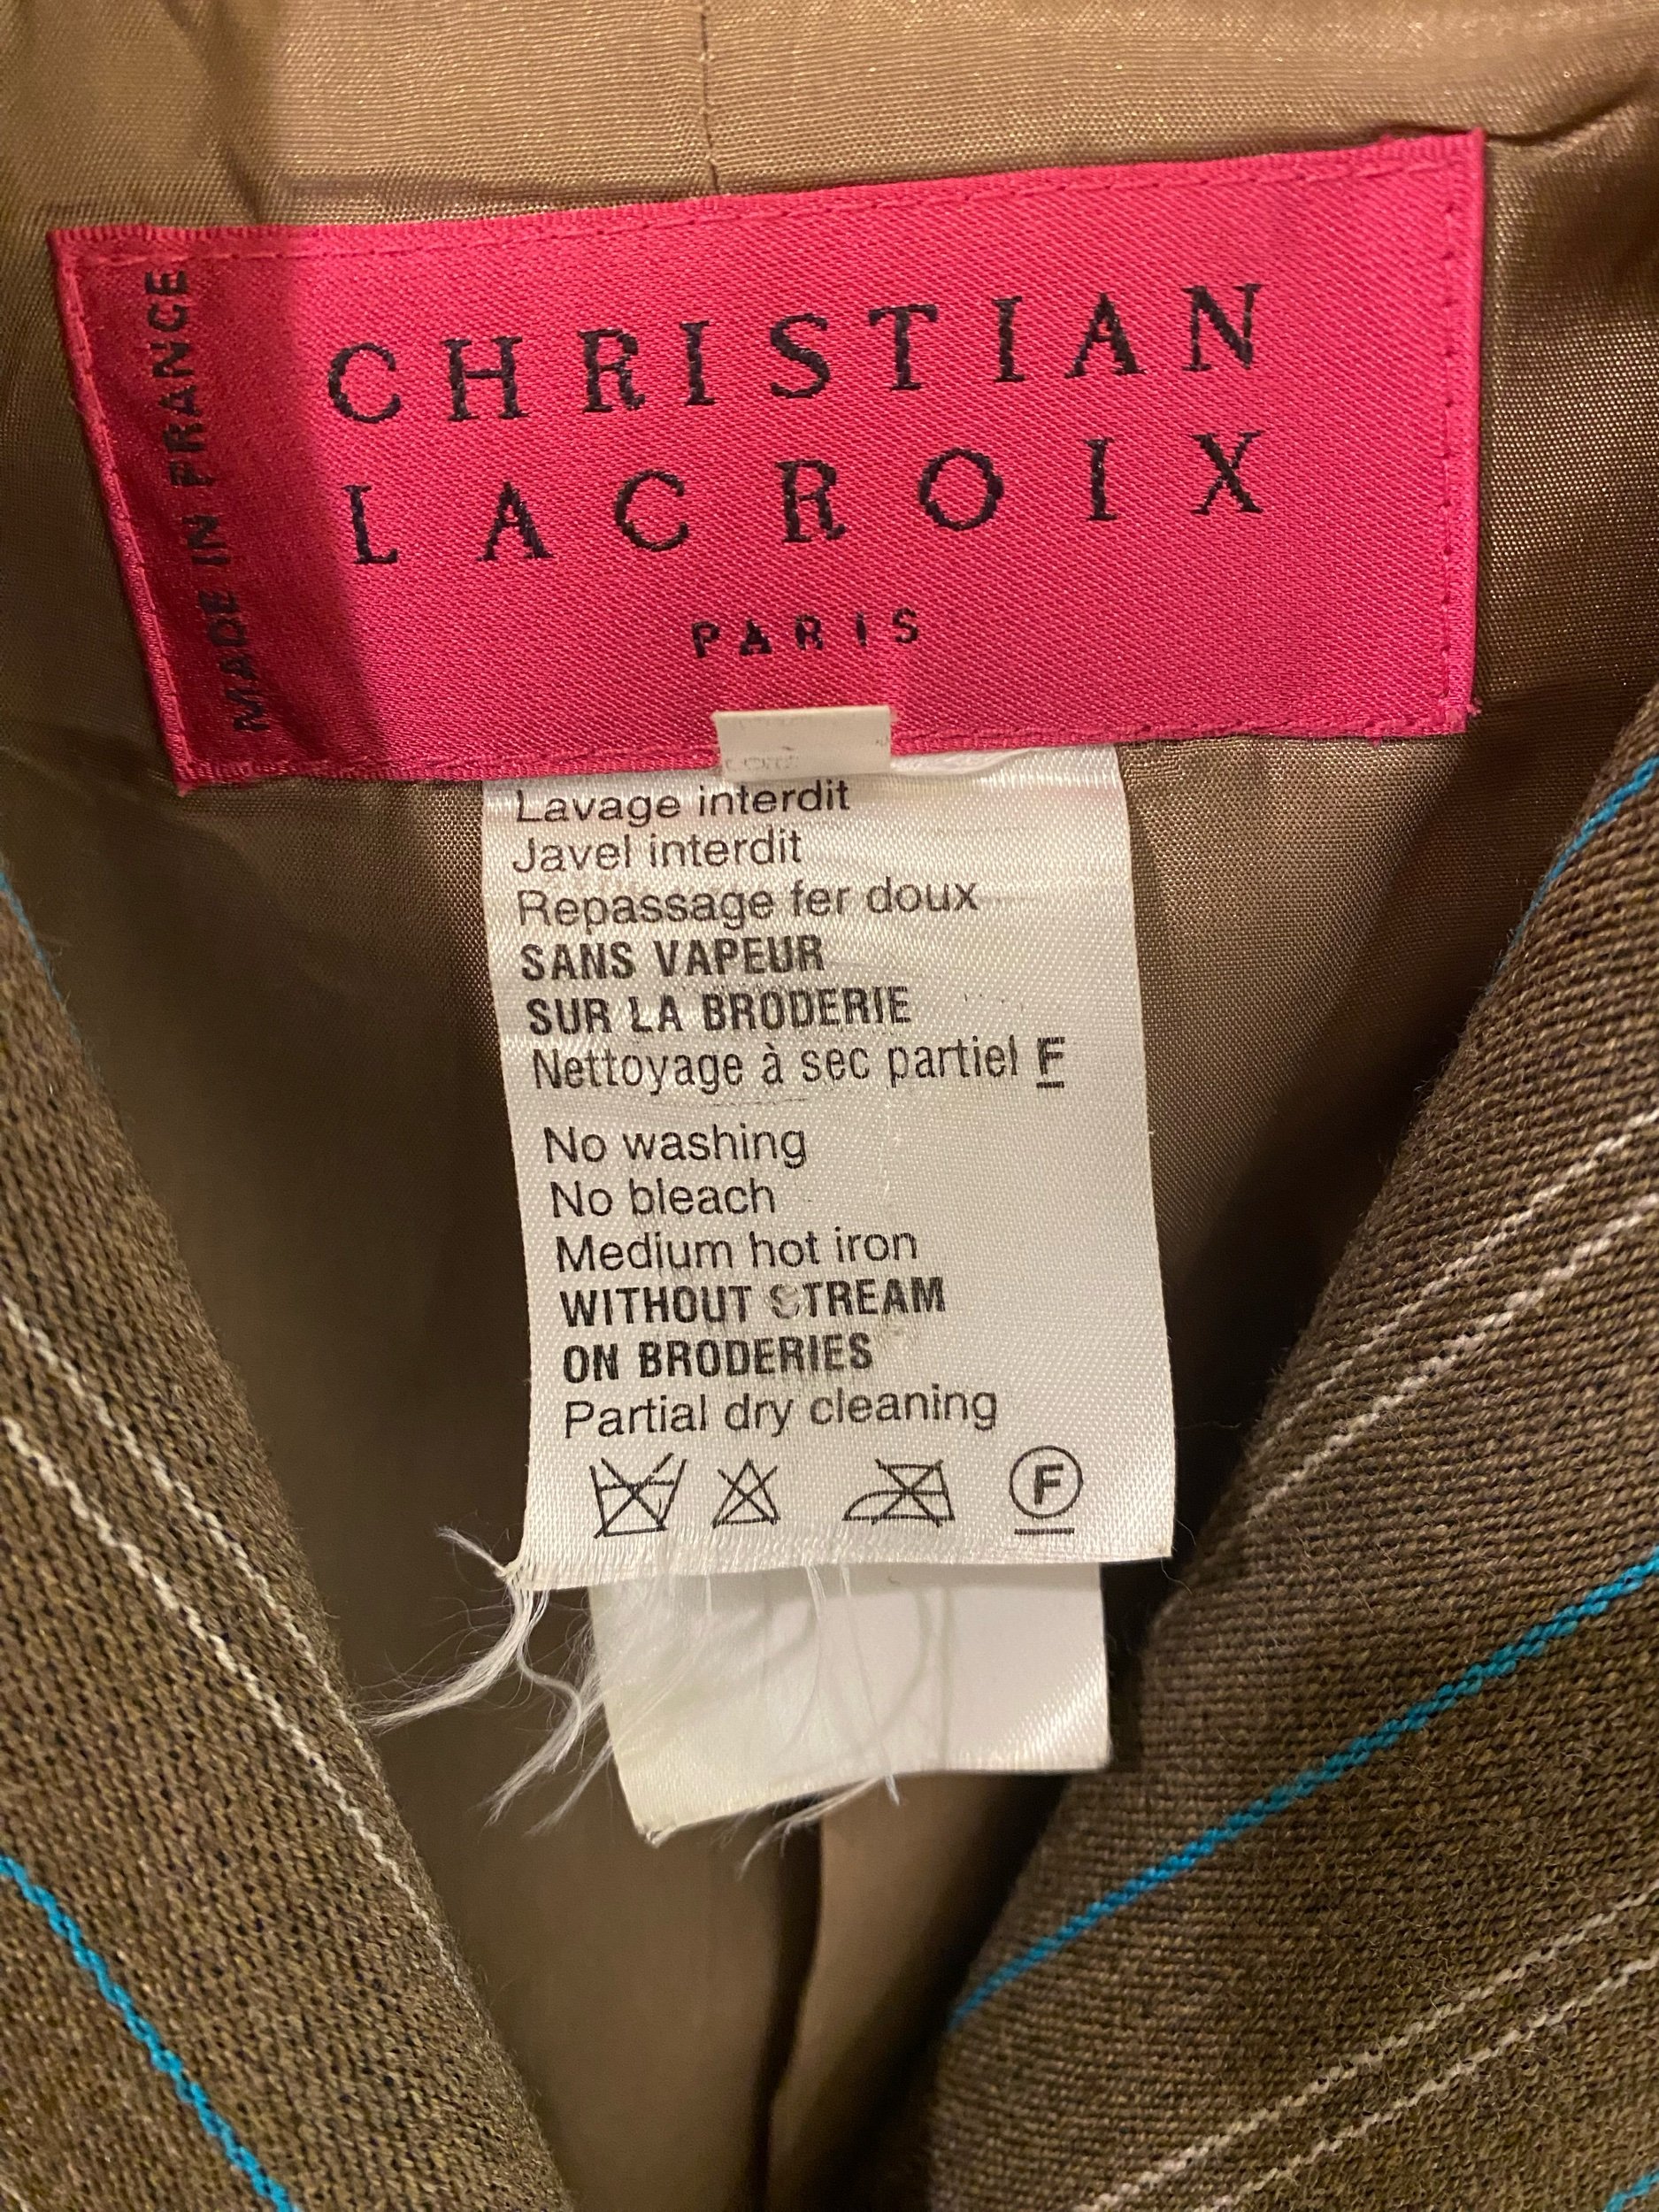 MADE IN FRANCE
CHRISTIAN
LACROIX
PARIS
Lavage interdit
Javel interdit
Repassage fer doux
SANS VAPEUR
SUR LA BRODERIE
Nettoyage à sec partiel F
No washing
No bleach
Medium hot iron
WITHOUT STREAM
ON BRODERIES
Partial dry cleaning
F